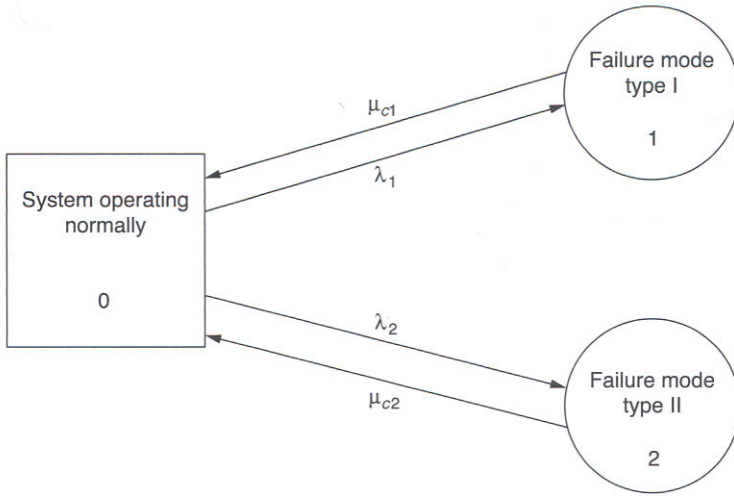 Failure mode
type I
1
μc1
λ1
System operating
normally
0
λ2
μc2
Failure mode
type II
2